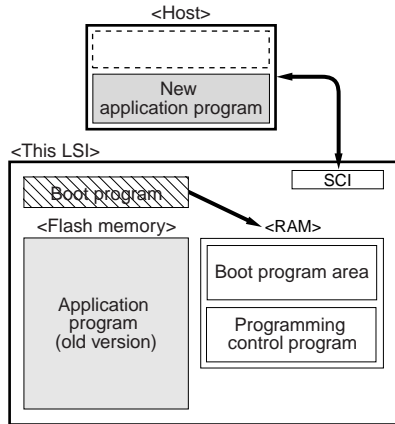 <Host>
New
application program
<This LSI>
SCI
Boot program
<Flash memory>
<RAM>
Application
program
(old version)
Boot program area
Programming
control program